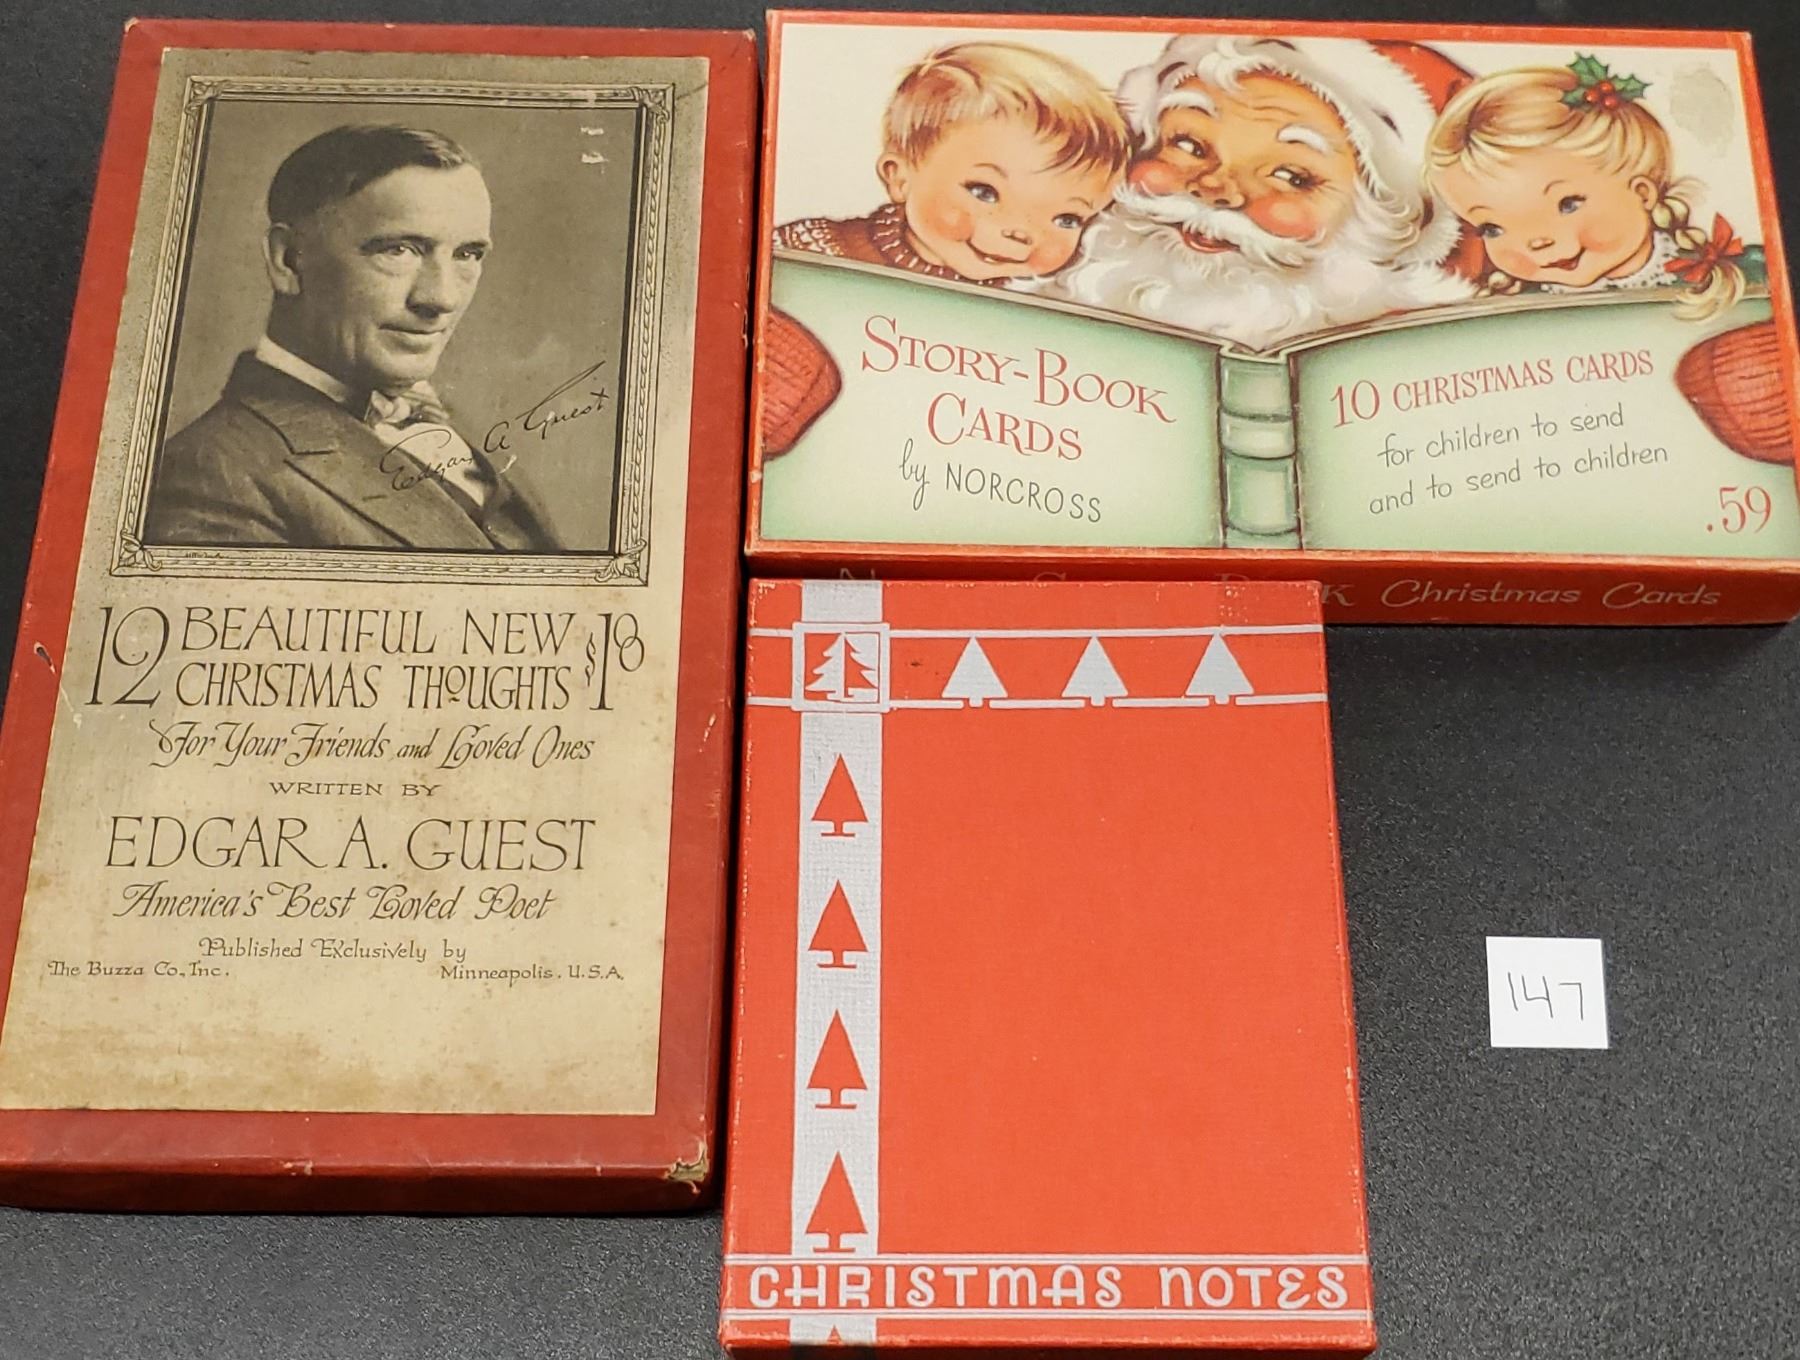 Edgar A Guest
12 BEAUTIFUL NEW
CHRISTMAS THOUGHTS $1.00
For Your Friends and Loved Ones
WRITTEN BY
EDGAR A. GUEST
America's Best Loved Poet
Published Exclusively by
The Buzza Co., Inc. Minneapolis. U.S.A.
STORY-BOOK
CARDS
by NORCROSS
10 CHRISTMAS CARDS
for children to send
and to send to children
.59
Christmas Cards
CHRISTMAS NOTES
147